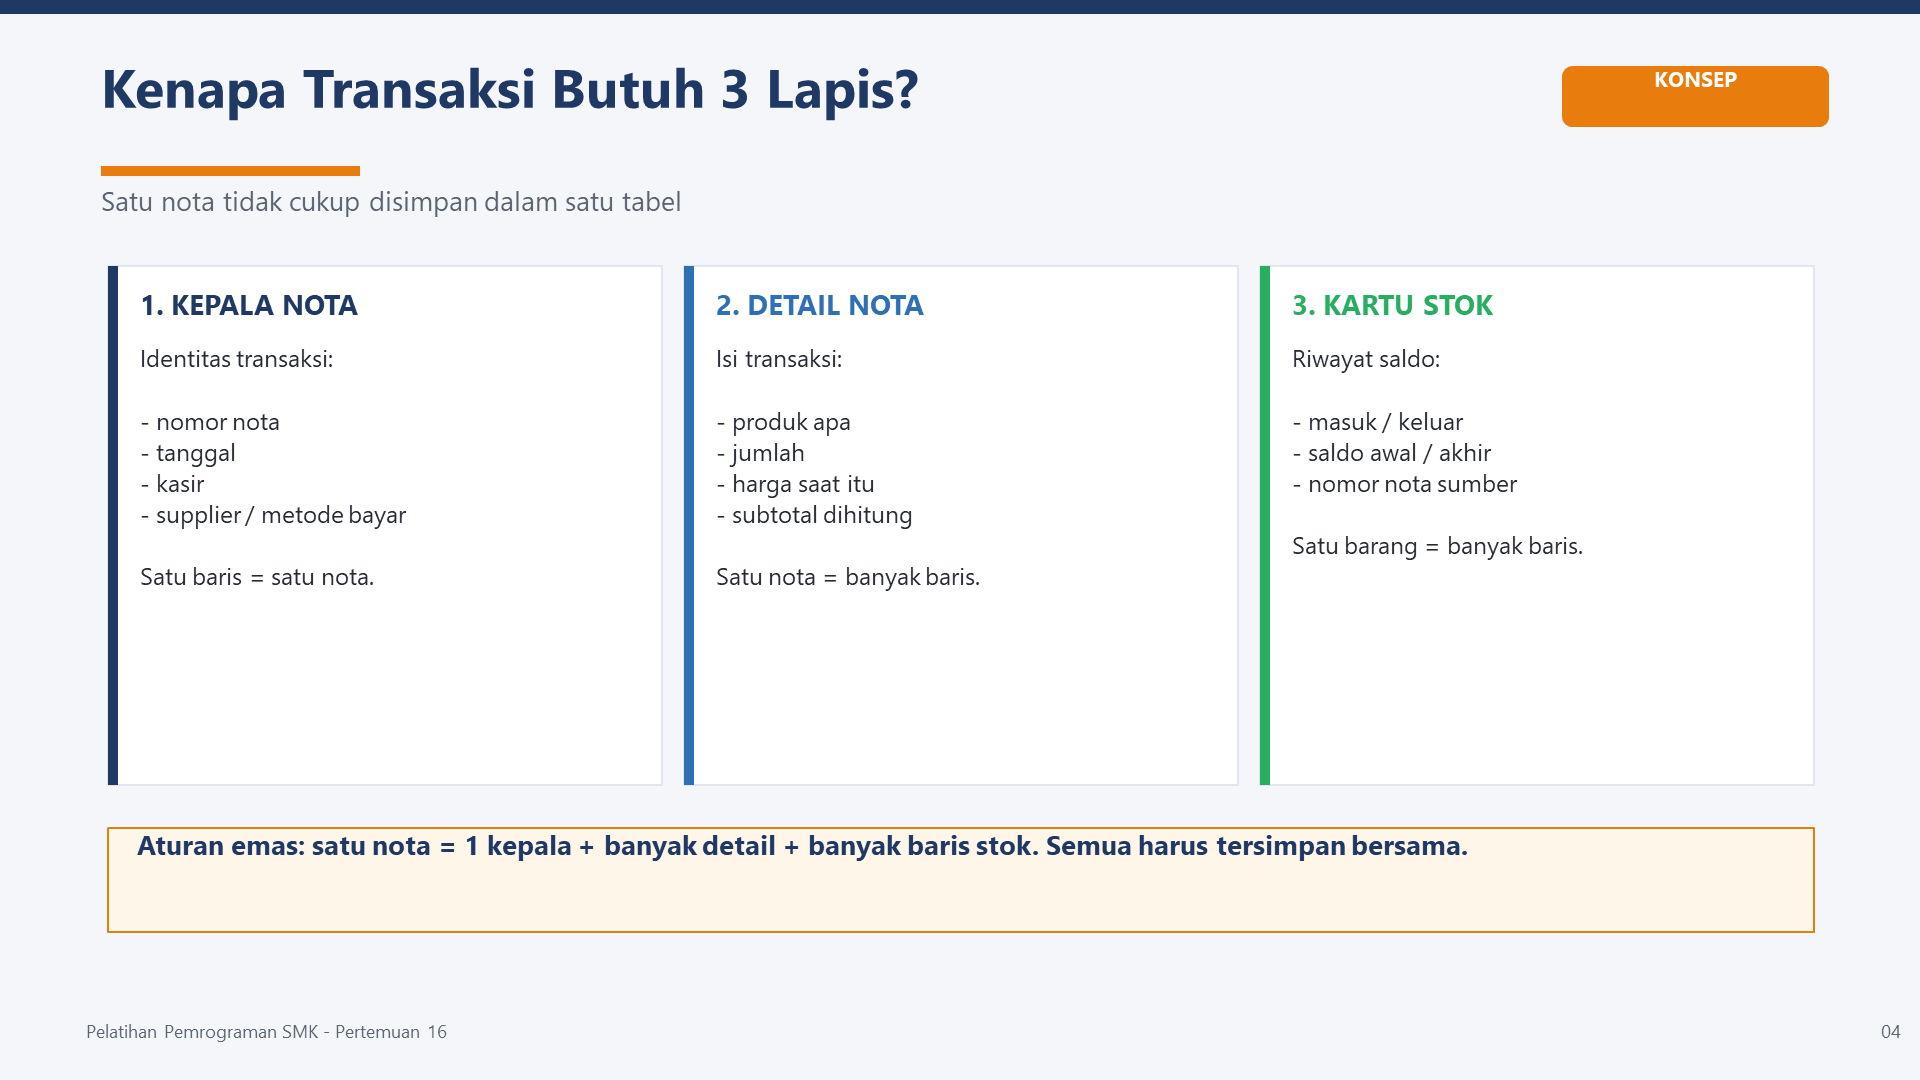 Kenapa Transaksi Butuh 3 Lapis?
KONSEP
Satu nota tidak cukup disimpan dalam satu tabel
1. KEPALA NOTA
Identitas transaksi:
- nomor nota
- tanggal
- kasir
- supplier / metode bayar
Satu baris = satu nota.
2. DETAIL NOTA
Isi transaksi:
- produk apa
- jumlah
- harga saat itu
- subtotal dihitung
Satu nota = banyak baris.
3. KARTU STOK
Riwayat saldo:
- masuk / keluar
- saldo awal / akhir
- nomor nota sumber
Satu barang = banyak baris.
Aturan emas: satu nota = 1 kepala + banyak detail + banyak baris stok. Semua harus tersimpan bersama.
Pelatihan Pemrograman SMK - Pertemuan 16
04